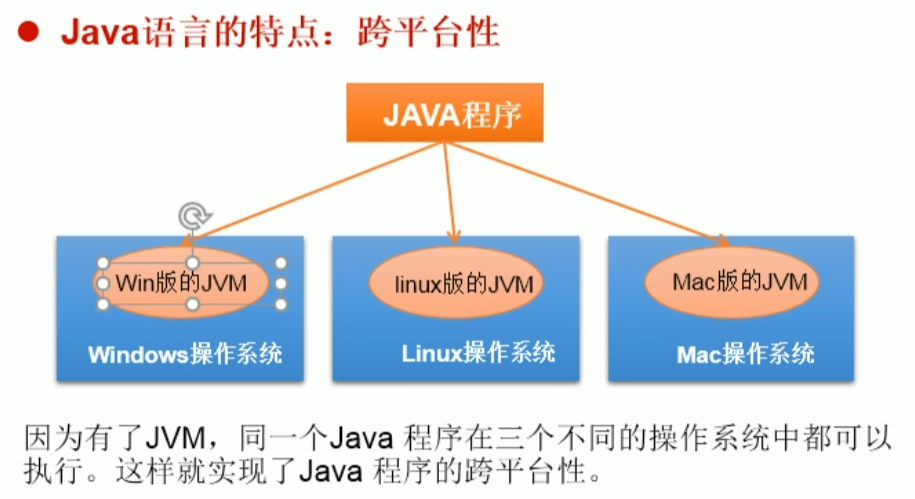 Java语言的特点：跨平台性
JAVA程序
Win版的JVM
linux版的JVM
Mac版的JVM
Windows操作系统
Linux操作系统
Mac操作系统
因为有了JVM，同一个Java 程序在三个不同的操作系统中都可以
执行。这样就实现了Java 程序的跨平台性。